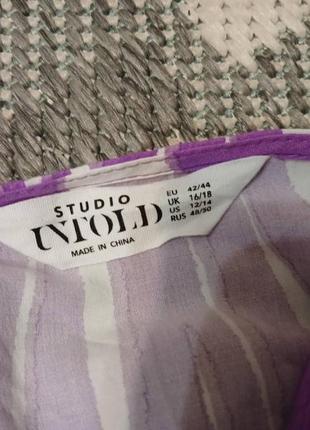 STUDIO
UNTOLD
MADE IN CHINA
EU 42/44
UK 16/18
US 12/14
RUS 48/50